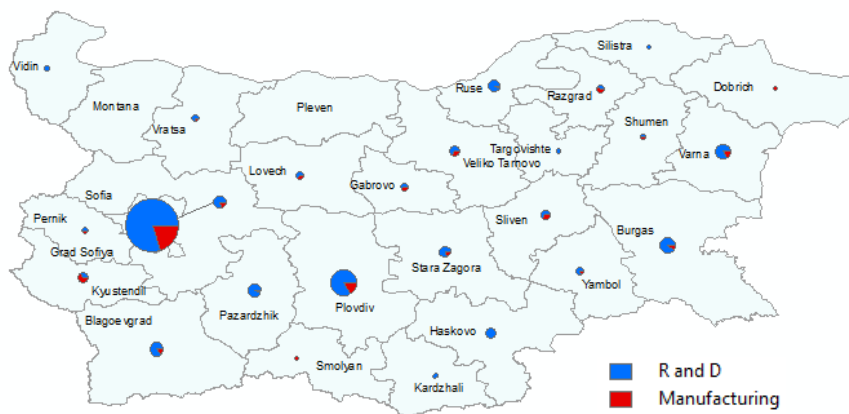 Silistra
Vidin
Ruse
Dobrich
Razgrad
Montana
Pleven
Shumen
Vratsa
Targovishte
Varna
Veliko Tarnovo
Lovech
Gabrovo
Sofia
Pernik
Sliven
Burgas
Grad Sofiya
Stara Zagora
Kyustendil
Yambol
Plovdiv
Pazardzhik
Blagoevgrad
Haskovo
Smolyan
Kardzhali
R and D
Manufacturing